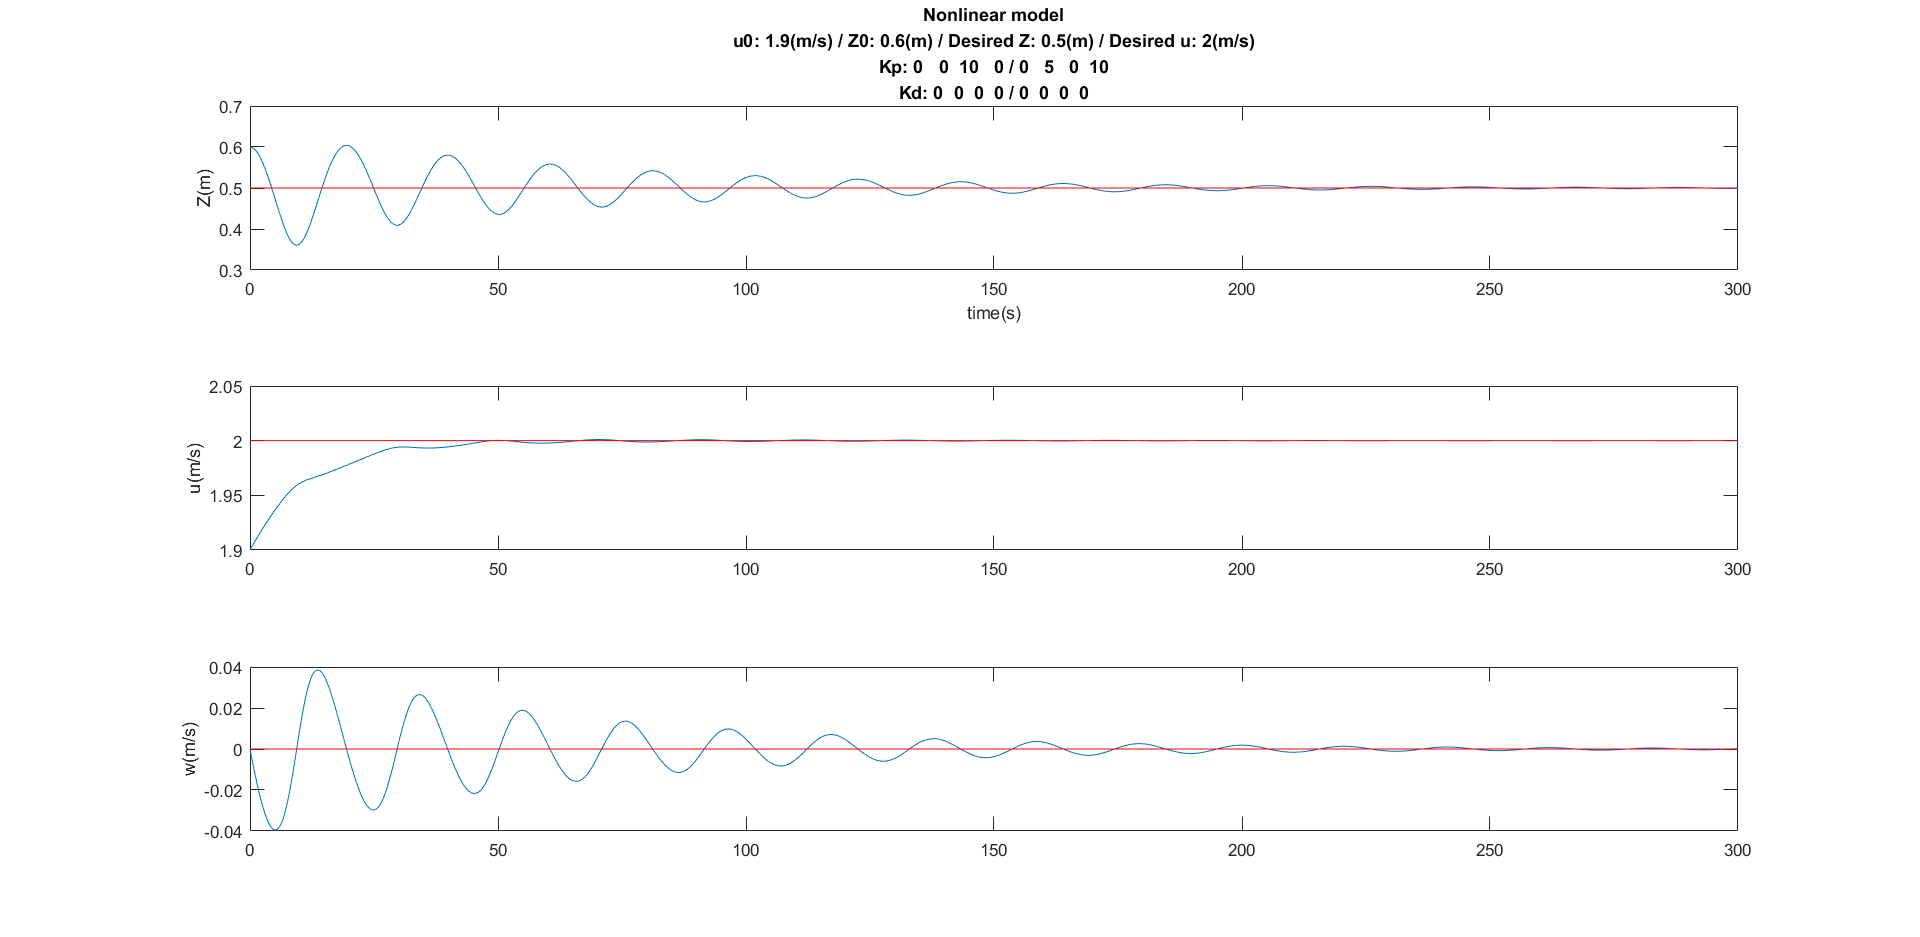 Nonlinear model
u0: 1.9(m/s) / Z0: 0.6(m) / Desired Z: 0.5(m) / Desired u: 2(m/s)
Kp: 0 0 10 0 / 0 5 0 10
Kd: 0 0 0 0 / 0 0 0 0
0.7
0.6
0.5
0.4
0.3
Z(m)
0 50 100 150 200 250 300
time(s)
2.05
2
1.95
1.9
u(m/s)
0 50 100 150 200 250 300
0.04
0.02
0
-0.02
-0.04
w(m/s)
0 50 100 150 200 250 300